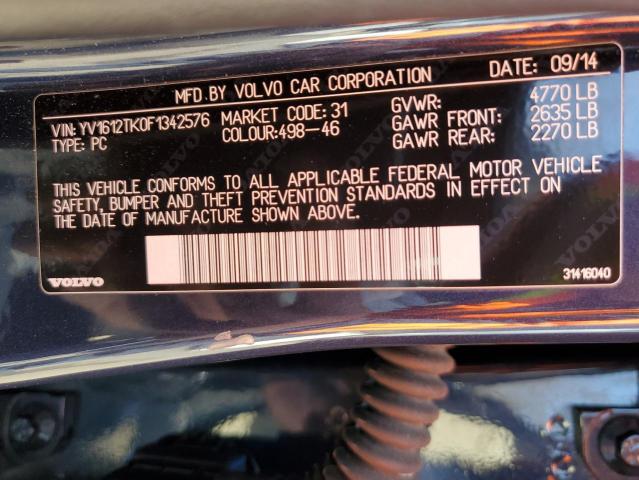 MFD BY VOLVO CAR CORPORATION DATE: 09/14
VIN: YV1612TK0F1342576 MARKET CODE: 31 GVWR: 4770 LB
TYPE: PC COLOUR:498-46 GAWR FRONT: 2635 LB
GAWR REAR: 2270 LB
THIS VEHICLE CONFORMS TO ALL APPLICABLE FEDERAL MOTOR VEHICLE
SAFETY, BUMPER AND THEFT PREVENTION STANDARDS IN EFFECT ON
THE DATE OF MANUFACTURE SHOWN ABOVE.
VOLVO 31416040